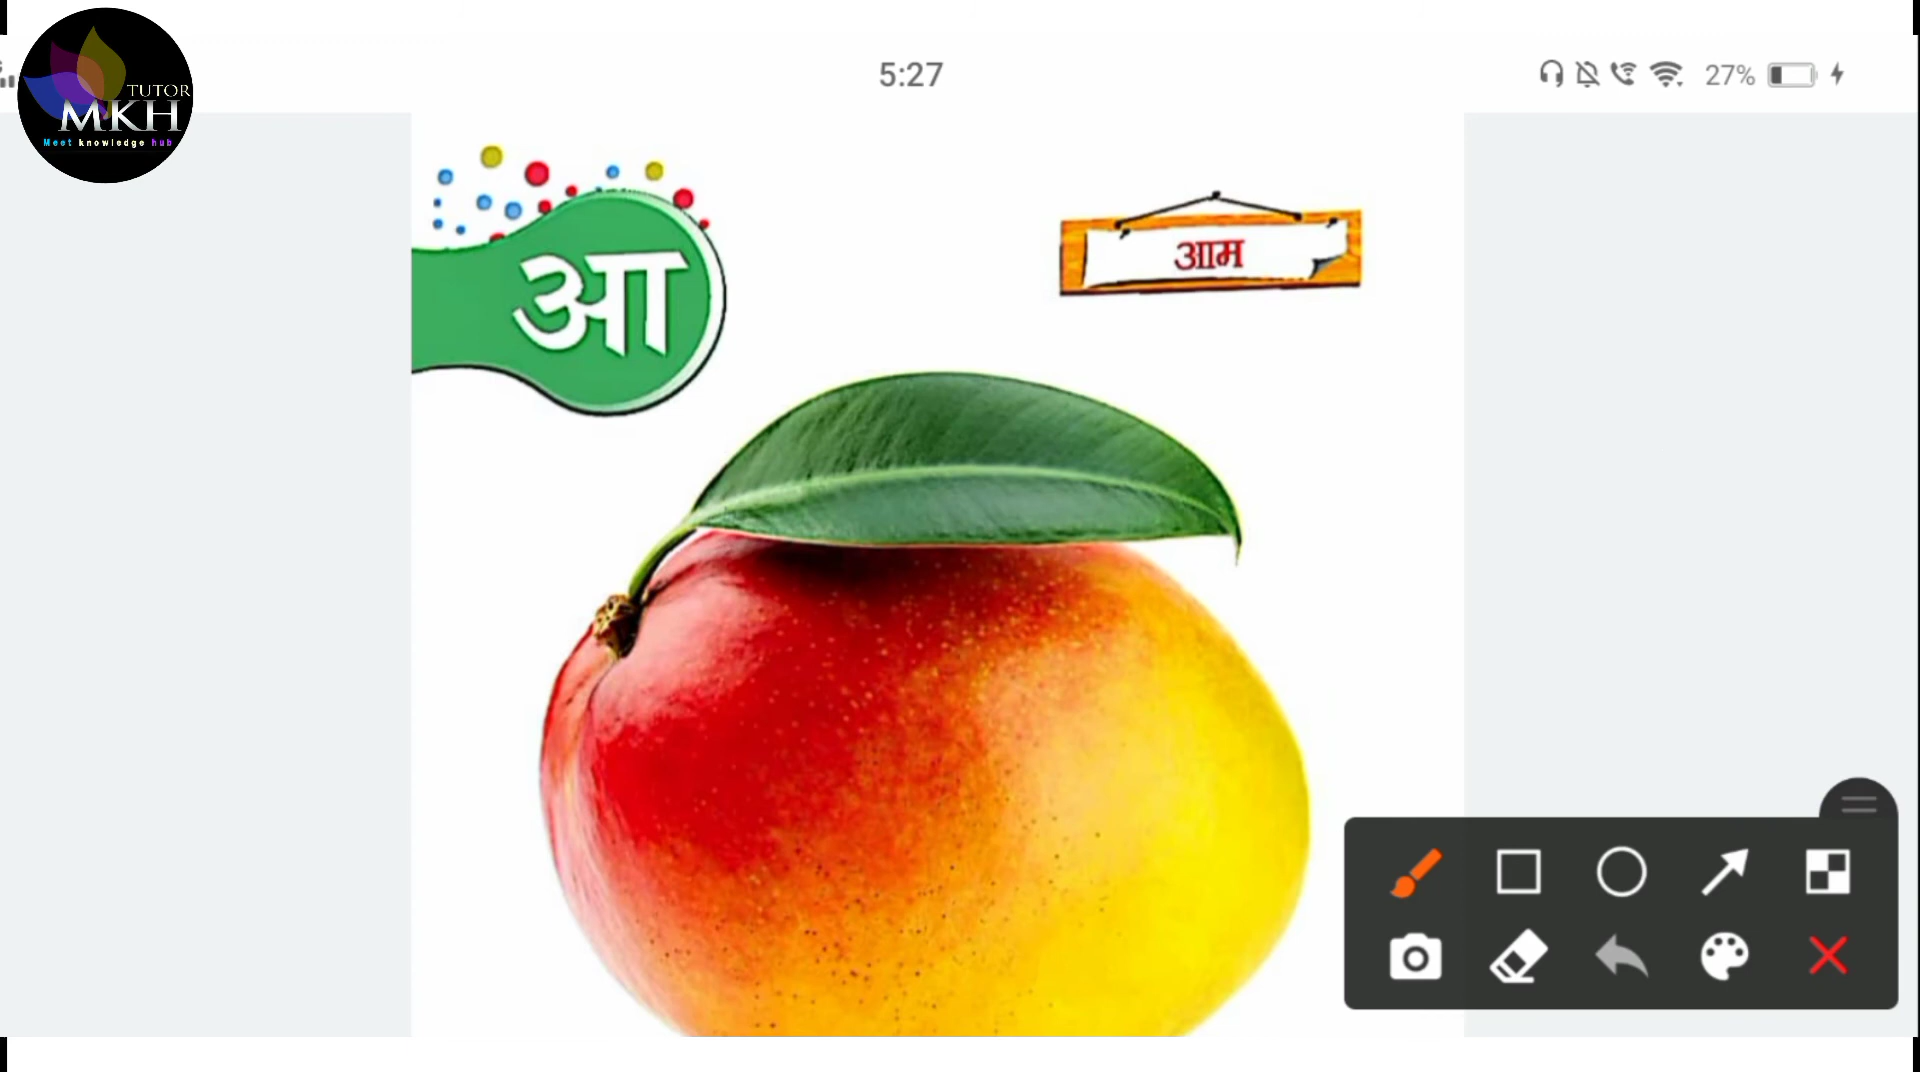 5:27
27%
TUTOR
MKH
Meet knowledge hub
आ
आम